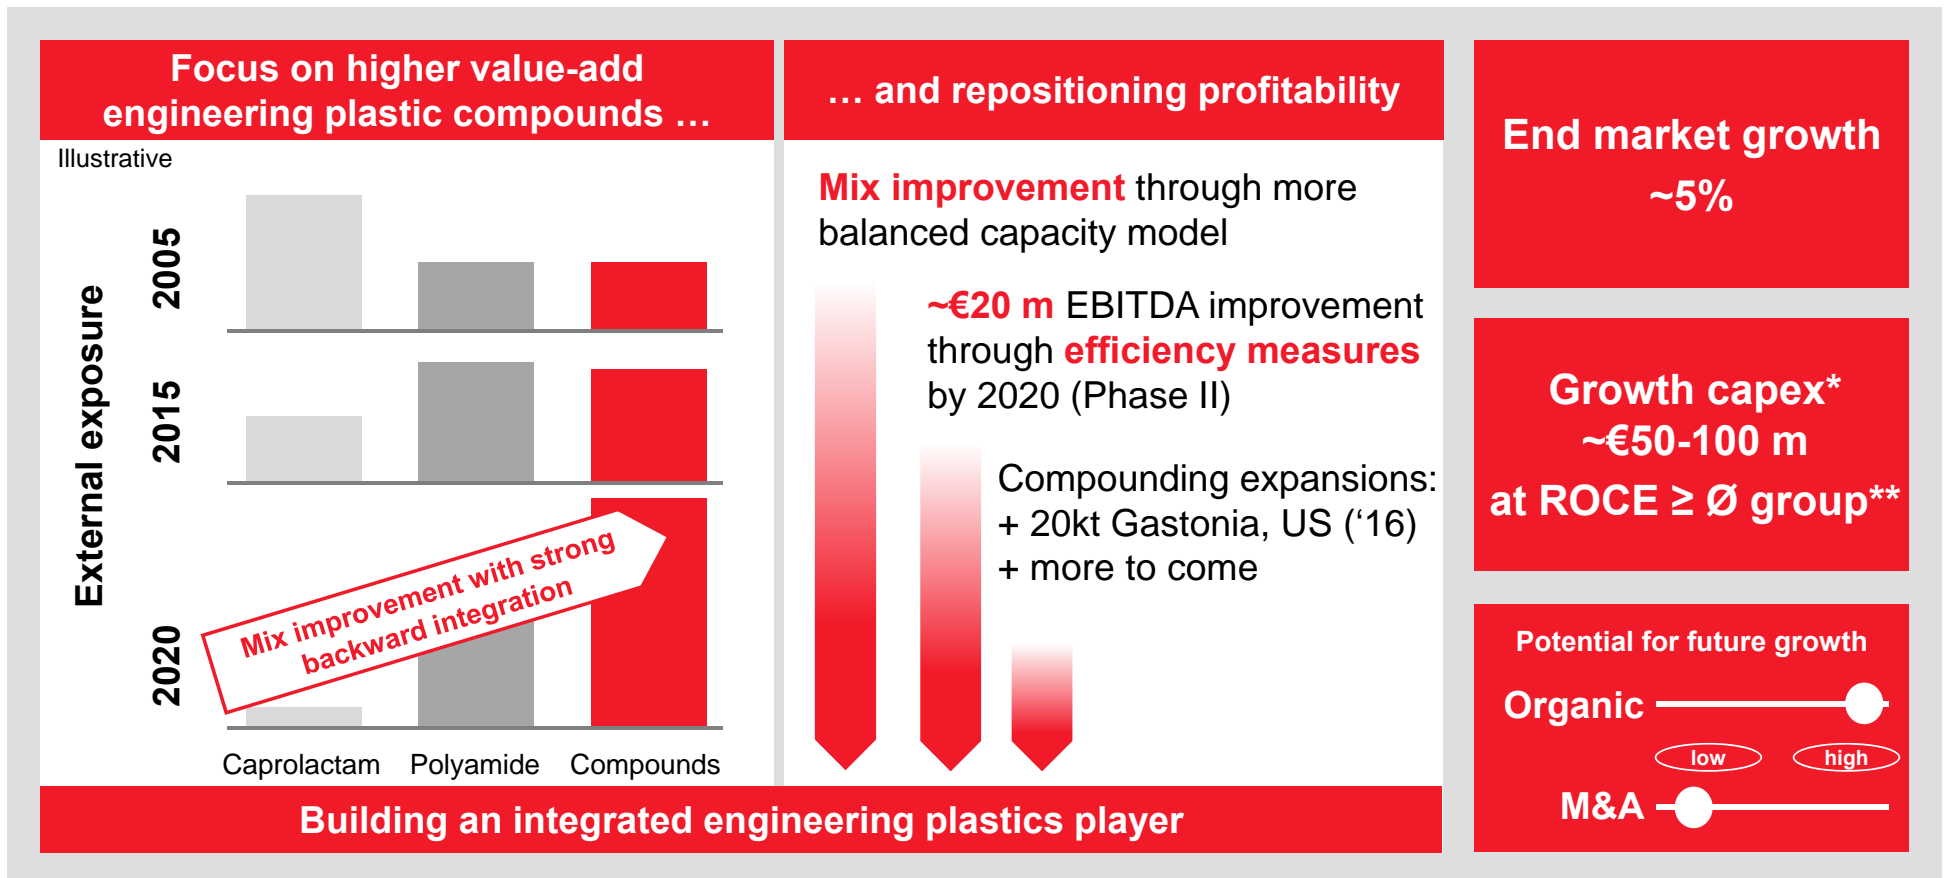 Focus on higher value-add
engineering plastic compounds …
Illustrative
External exposure
2005
2015
2020
Mix improvement with strong
backward integration
Caprolactam
Polyamide
Compounds
… and repositioning profitability
Mix improvement through more
balanced capacity model
~€20 m EBITDA improvement
through efficiency measures
by 2020 (Phase II)
Compounding expansions:
+ 20kt Gastonia, US (‘16)
+ more to come
Building an integrated engineering plastics player
End market growth
~5%
Growth capex*
~€50-100 m
at ROCE ≥ Ø group**
Potential for future growth
Organic
low
high
M&A